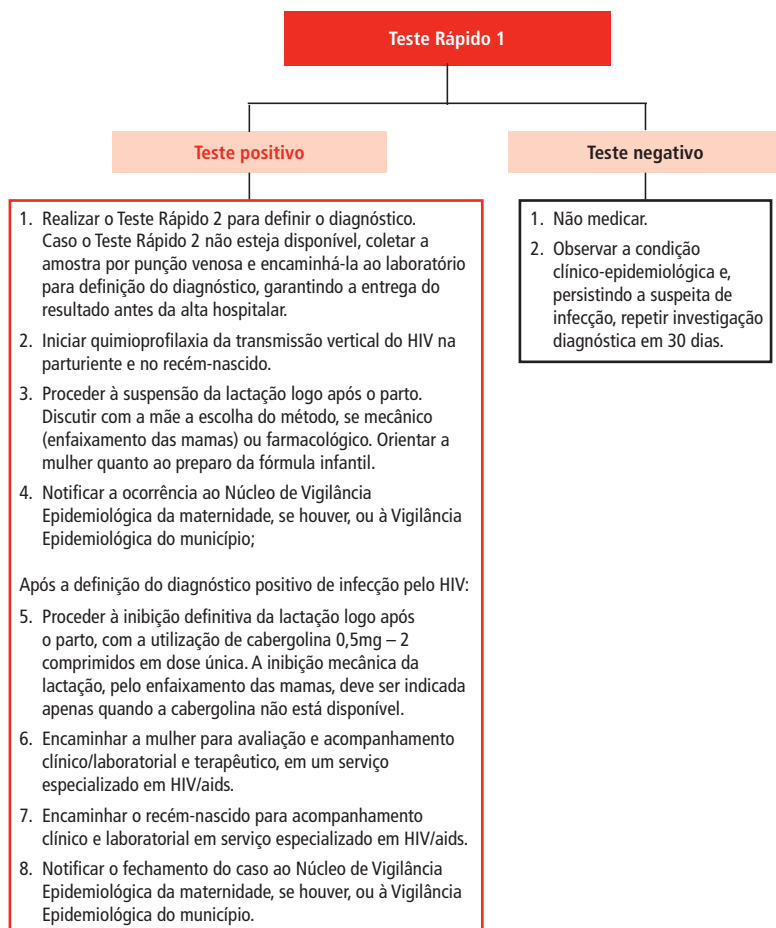 Teste Rápido 1
Teste positivo
Teste negativo
1. Realizar o Teste Rápido 2 para definir o diagnóstico.
Caso o Teste Rápido 2 não esteja disponível, coletar a
amostra por punção venosa e encaminhá-la ao laboratório
para definição do diagnóstico, garantindo a entrega do
resultado antes da alta hospitalar.
2. Iniciar quimioprofilaxia da transmissão vertical do HIV na
parturiente e no recém-nascido.
3. Proceder à suspensão da lactação logo após o parto.
Discutir com a mãe a escolha do método, se mecânico
(enfaixamento das mamas) ou farmacológico. Orientar a
mulher quanto ao preparo da fórmula infantil.
4. Notificar a ocorrência ao Núcleo de Vigilância
Epidemiológica da maternidade, se houver, ou à Vigilância
Epidemiológica do município;
Após a definição do diagnóstico positivo de infecção pelo HIV:
5. Proceder à inibição definitiva da lactação logo após
o parto, com a utilização de cabergolina 0,5mg – 2
comprimidos em dose única. A inibição mecânica da
lactação, pelo enfaixamento das mamas, deve ser indicada
apenas quando a cabergolina não está disponível.
6. Encaminhar a mulher para avaliação e acompanhamento
clínico/laboratorial e terapêutico, em um serviço
especializado em HIV/aids.
7. Encaminhar o recém-nascido para acompanhamento
clínico e laboratorial em serviço especializado em HIV/aids.
8. Notificar o fechamento do caso ao Núcleo de Vigilância
Epidemiológica da maternidade, se houver, ou à Vigilância
Epidemiológica do município.
1. Não medicar.
2. Observar a condição
clínico-epidemiológica e,
persistindo a suspeita de
infecção, repetir investigação
diagnóstica em 30 dias.